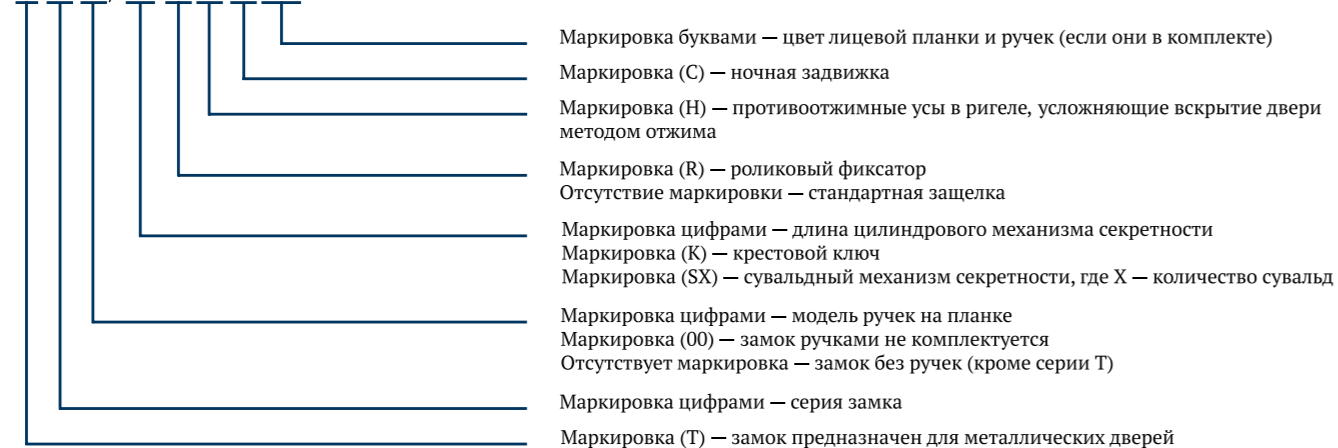 Маркировка буквами — цвет лицевой планки и ручек (если они в комплекте)
Маркировка (C) — ночная задвижка
Маркировка (H) — противоотжимные усы в ригеле, усложняющие вскрытие двери
методом отжима
Маркировка (R) — роликовый фиксатор
Отсутствие маркировки — стандартная защелка
Маркировка цифрами — длина цилиндрового механизма секретности
Маркировка (K) — крестовой ключ
Маркировка (SX) — сувальдный механизм секретности, где X — количество сувальд
Маркировка цифрами — модель ручек на планке
Маркировка (00) — замок ручками не комплектуется
Отсутствует маркировка — замок без ручек (кроме серии Т)
Маркировка цифрами — серия замка
Маркировка (Т) — замок предназначен для металлических дверей